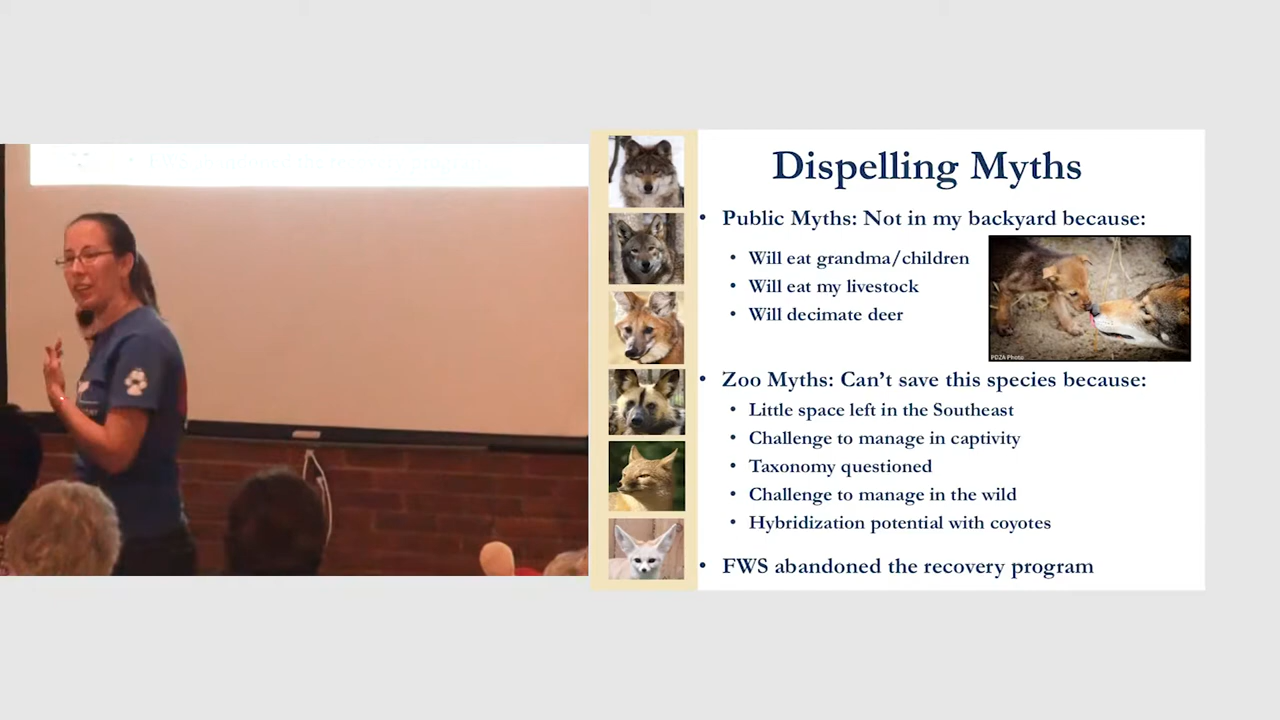 Dispelling Myths
• Public Myths: Not in my backyard because:
• Will eat grandma/children
• Will eat my livestock
• Will decimate deer
PDZA Photo
• Zoo Myths: Can't save this species because:
• Little space left in the Southeast
• Challenge to manage in captivity
• Taxonomy questioned
• Challenge to manage in the wild
• Hybridization potential with coyotes
• FWS abandoned the recovery program